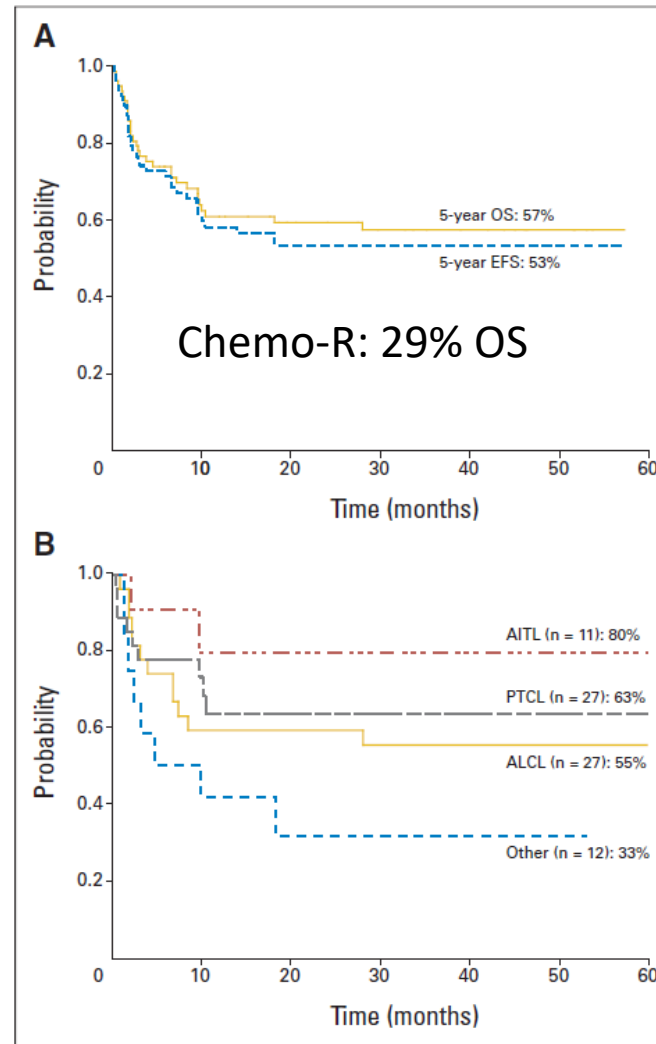 A
Probability
1.0
0.8
0.6
0.4
0.2
5-year OS: 57%
5-year EFS: 53%
Chemo-R: 29% OS
0 10 20 30 40 50 60
Time (months)
B
Probability
1.0
0.8
0.6
0.4
0.2
AITL (n = 11): 80%
PTCL (n = 27): 63%
ALCL (n = 27): 55%
Other (n = 12): 33%
0 10 20 30 40 50 60
Time (months)